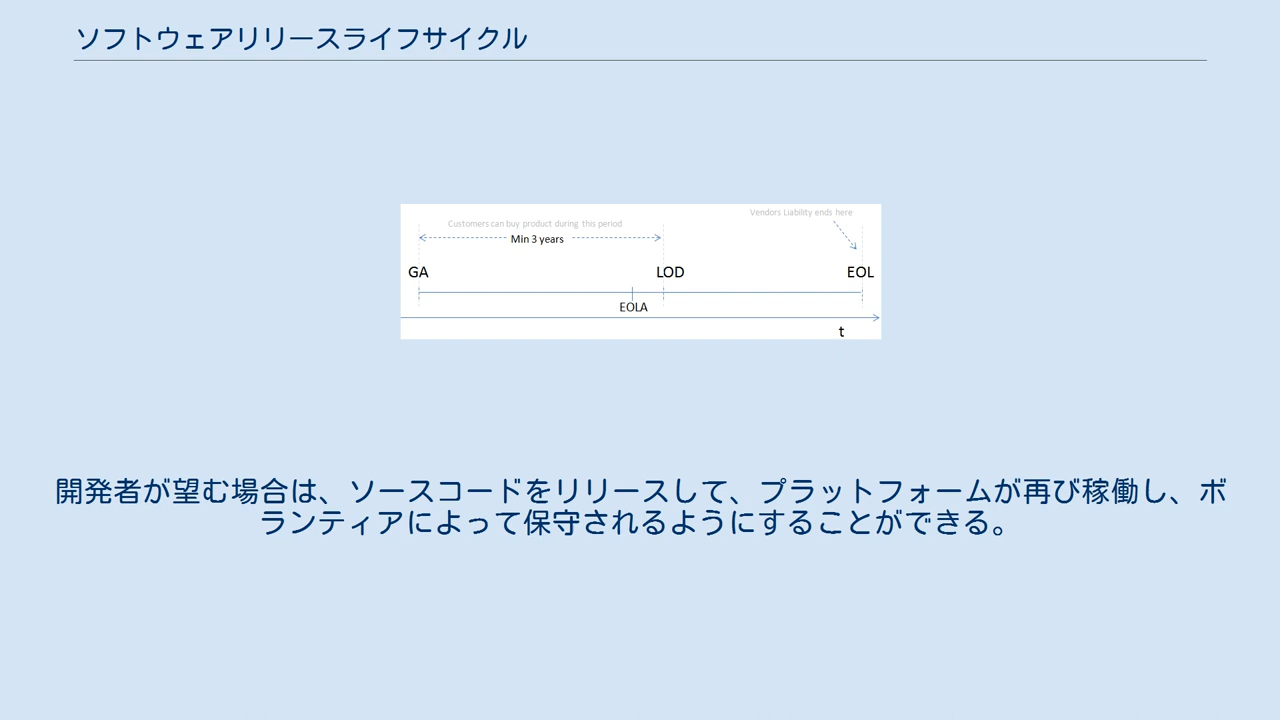 ソフトウェアリリースライフサイクル
Customers can buy product during this period
Vendors Liability ends here
Min 3 years
GA
LOD
EOL
EOLA
t
開発者が望む場合は、ソースコードをリリースして、プラットフォームが再び稼働し、ボ
ランティアによって保守されるようにすることができる。